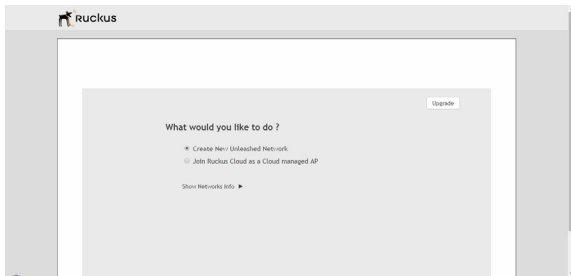 Ruckus
Upgrade
What would you like to do ?
Create New Unleashed Network
Join Ruckus Cloud as a Cloud managed AP
Show Networks Info ►